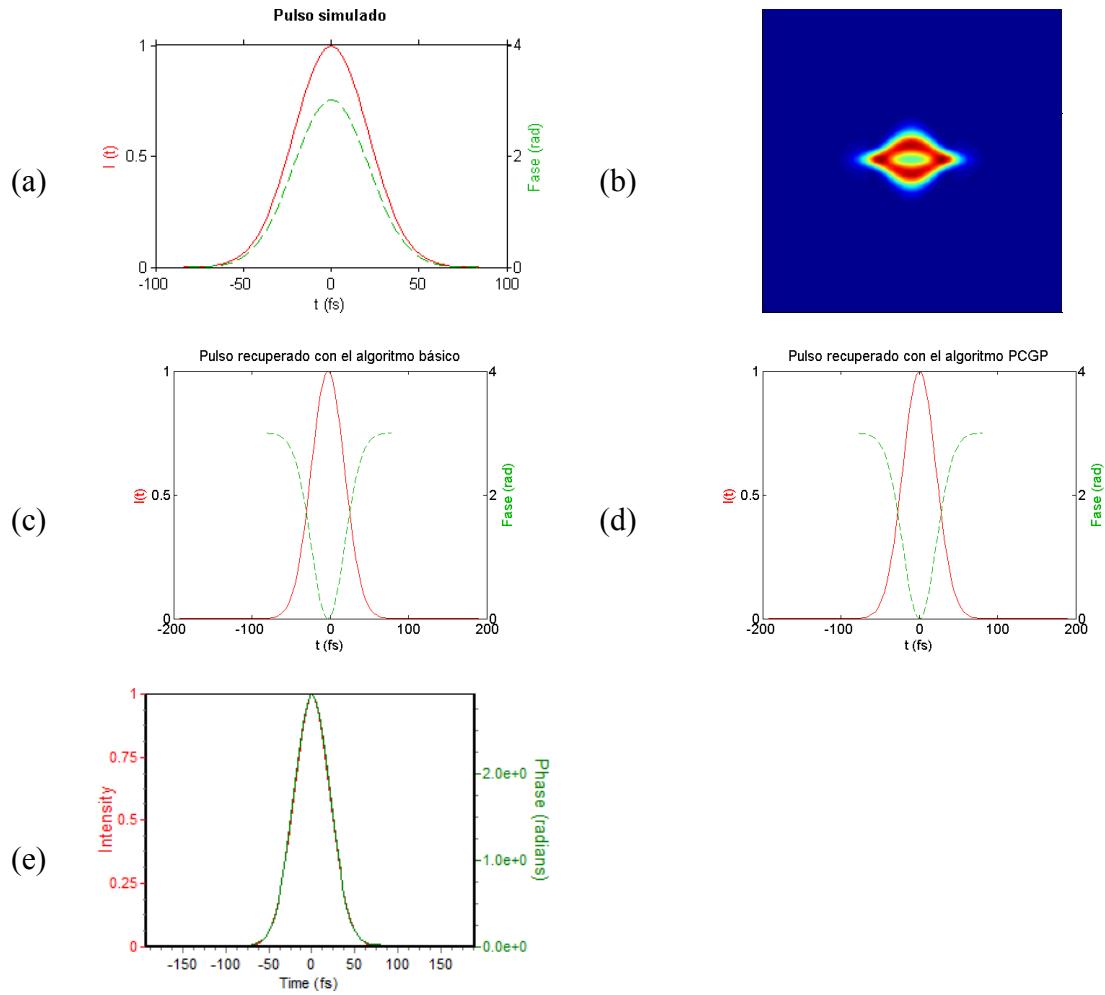 Pulso simulado
(a)
I (t)
1
0.5
0
4
2
0
Fase (rad)
-100
-50
0
50
100
t (fs)
(b)
Pulso recuperado con el algoritmo básico
(c)
I(t)
1
0.5
0
4
2
0
Fase (rad)
-200
-100
0
100
200
t (fs)
Pulso recuperado con el algoritmo PCGP
(d)
I(t)
1
0.5
0
4
2
0
Fase (rad)
-200
-100
0
100
200
t (fs)
(e)
Intensity
1
0.75
0.5
0.25
0
2.0e+0
1.0e+0
0.0e+0
Phase (radians)
-150
-100
-50
0
50
100
150
Time (fs)